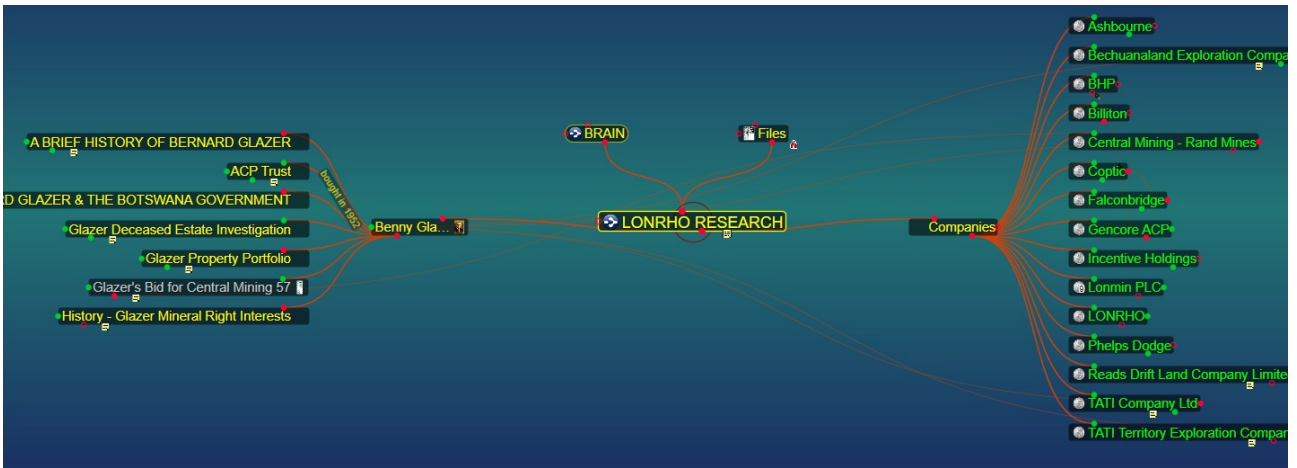 A BRIEF HISTORY OF BERNARD GLAZER
ACP Trust
RD GLAZER & THE BOTSWANA GOVERNMENT
Glazer Deceased Estate Investigation
Glazer Property Portfolio
Glazer's Bid for Central Mining 57
History - Glazer Mineral Right Interests
bought in 1952
Benny Gla...
BRAIN
Files
LONRHO RESEARCH
Companies
Ashbourne
Bechuanaland Exploration Compa
BHP
Billiton
Central Mining - Rand Mines
Coptic
Falconbridge
Gencore ACP
Incentive Holdings
Lonmin PLC
LONRHO
Phelps Dodge
Reads Drift Land Company Limite
TATI Company Ltd
TATI Territory Exploration Compan